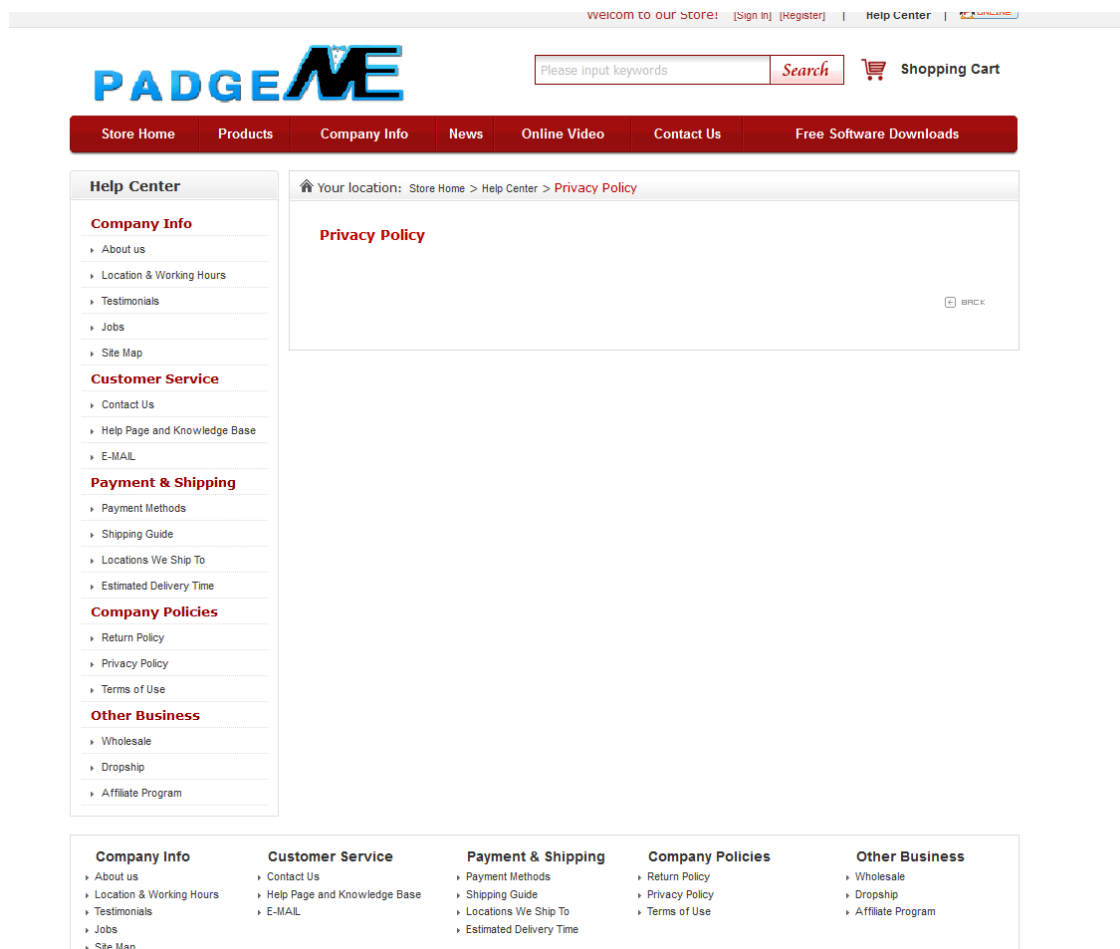 Welcom to our Store! [Sign In] [Register] | Help Center | ONLINE
PADGENE
Please input keywords
Search
Shopping Cart
Store Home Products Company Info News Online Video Contact Us Free Software Downloads
Help Center
Your location: Store Home > Help Center > Privacy Policy
Company Info
About us
Location & Working Hours
Testimonials
Jobs
Site Map
Customer Service
Contact Us
Help Page and Knowledge Base
E-MAIL
Payment & Shipping
Payment Methods
Shipping Guide
Locations We Ship To
Estimated Delivery Time
Company Policies
Return Policy
Privacy Policy
Terms of Use
Other Business
Wholesale
Dropship
Affiliate Program
Privacy Policy
BACK
Company Info
About us
Location & Working Hours
Testimonials
Jobs
Site Map
Customer Service
Contact Us
Help Page and Knowledge Base
E-MAIL
Payment & Shipping
Payment Methods
Shipping Guide
Locations We Ship To
Estimated Delivery Time
Company Policies
Return Policy
Privacy Policy
Terms of Use
Other Business
Wholesale
Dropship
Affiliate Program